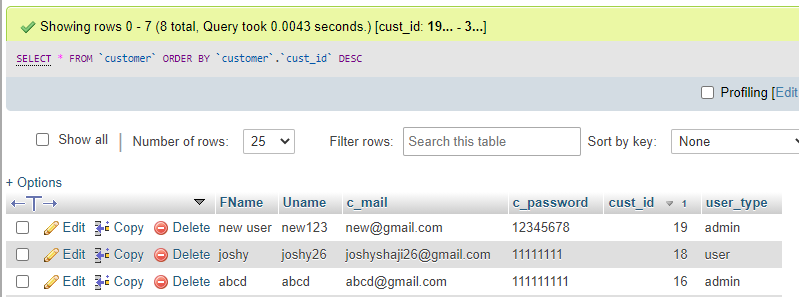 Showing rows 0 - 7 (8 total, Query took 0.0043 seconds.) [cust_id: 19... - 3...]
SELECT * FROM `customer` ORDER BY `customer`.`cust_id` DESC
Profiling [Edit
Show all | Number of rows: 25 Filter rows: Search this table Sort by key: None
+ Options
←T→ FName Uname c_mail c_password cust_id 1 user_type
Edit Copy Delete new user new123 new@gmail.com 12345678 19 admin
Edit Copy Delete joshy joshy26 joshyshaji26@gmail.com 11111111 18 user
Edit Copy Delete abcd abcd abcd@gmail.com 111111111 16 admin